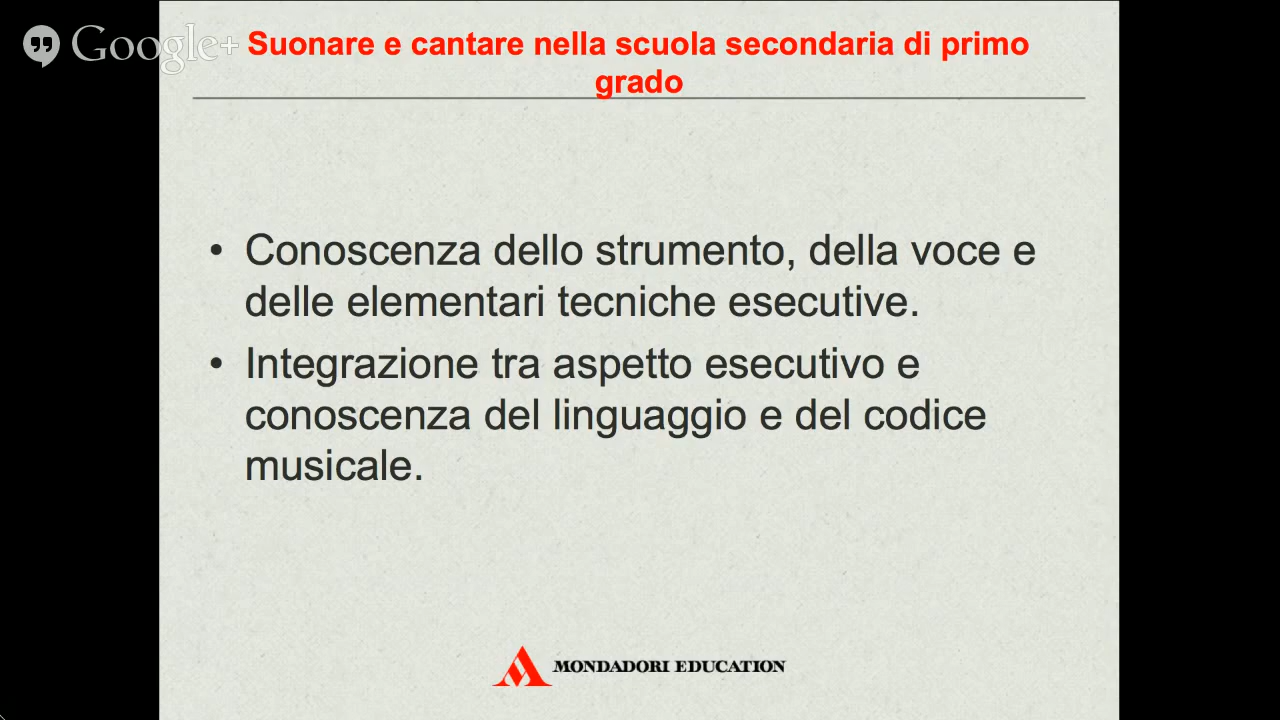 Google+
Suonare e cantare nella scuola secondaria di primo
grado
• Conoscenza dello strumento, della voce e
delle elementari tecniche esecutive.
• Integrazione tra aspetto esecutivo e
conoscenza del linguaggio e del codice
musicale.
MONDADORI EDUCATION